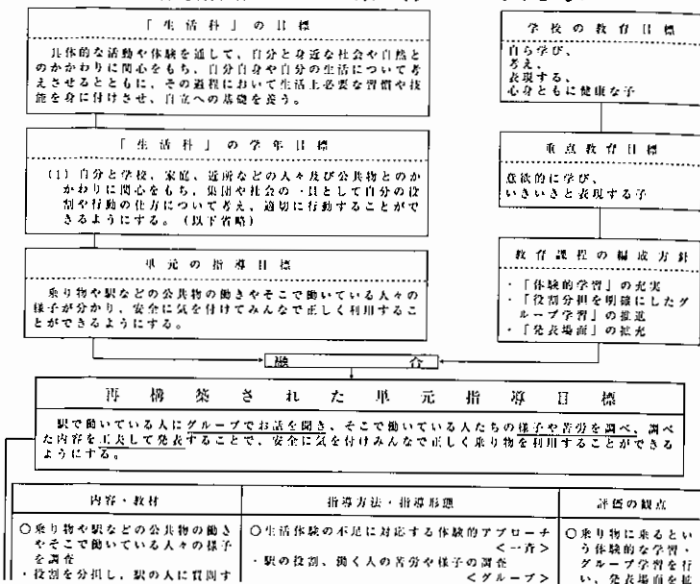 「生活科」の目標
具体的な活動や体験を通して、自分と身近な社会や自然と
のかかわりに関心をもち、自分自身や自分の生活について考
えさせるとともに、その過程において生活上必要な習慣や技
能を身に付けさせ、自立への基礎を養う。
「生活科」の学年目標
(1) 自分と学校、家庭、近所などの人々及び公共物とのか
かわりに関心をもち、集団や社会の一員として自分の役
割や行動の仕方について考え、適切に行動することがで
きるようにする。(以下省略)
単元の指導目標
乗り物や駅などの公共物の働きやそこで働いている人々の
様子が分かり、安全に気を付けてみんなで正しく利用するこ
とができるようにする。
学校の教育目標
自ら学び、
考え、
表現する、
心身ともに健康な子
重点教育目標
意欲的に学び、
いきいきと表現する子
教育課程の編成方針
・「体験的学習」の充実
・「役割分担を明確にしたグ
ループ学習」の推進
・「発表場面」の拡充
融合
再構築された単元指導目標
駅で働いている人にグループでお話を聞き、そこで働いている人たちの様子や苦労を調べ、調べ
た内容を工夫して発表することで、安全に気を付けみんなで正しく乗り物を利用することができる
ようにする。
内容・教材
○乗り物や駅などの公共物の働き
やそこで働いている人々の様子
を調査
・役割を分担し、駅の人に質問す
指導方法・指導形態
○生活体験の不足に対応する体験的アプローチ
<一斉>
・駅の役割、働く人の苦労や様子の調査
<グループ>
評価の観点
○乗り物に乗るとい
う体験的な学習・
グループ学習を行
い、発表場面を